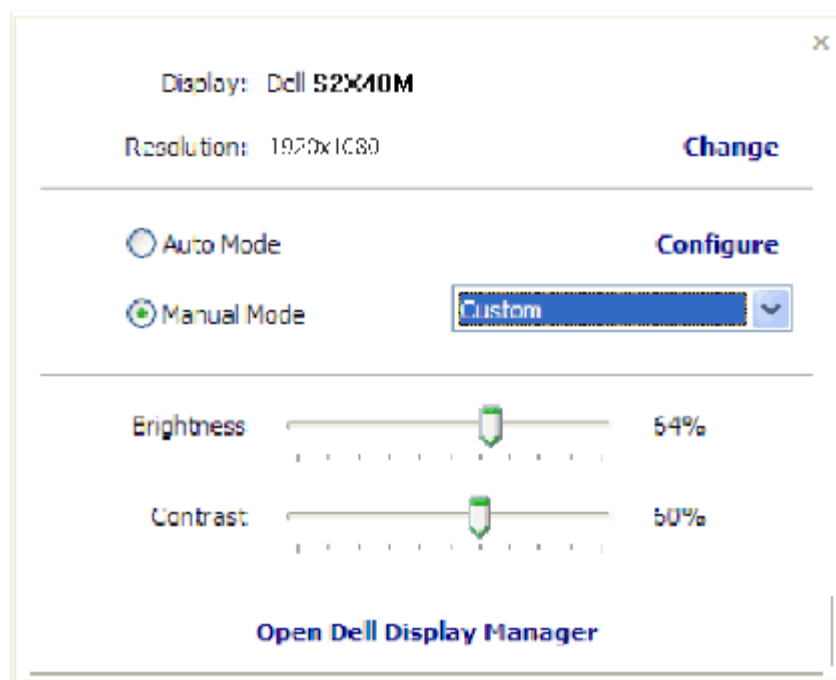 ×
Display: Dell S2X40M
Resolution: 1920x1080 Change
Auto Mode Configure
Manual Mode Custom
Brightness 64%
Contrast 60%
Open Dell Display Manager